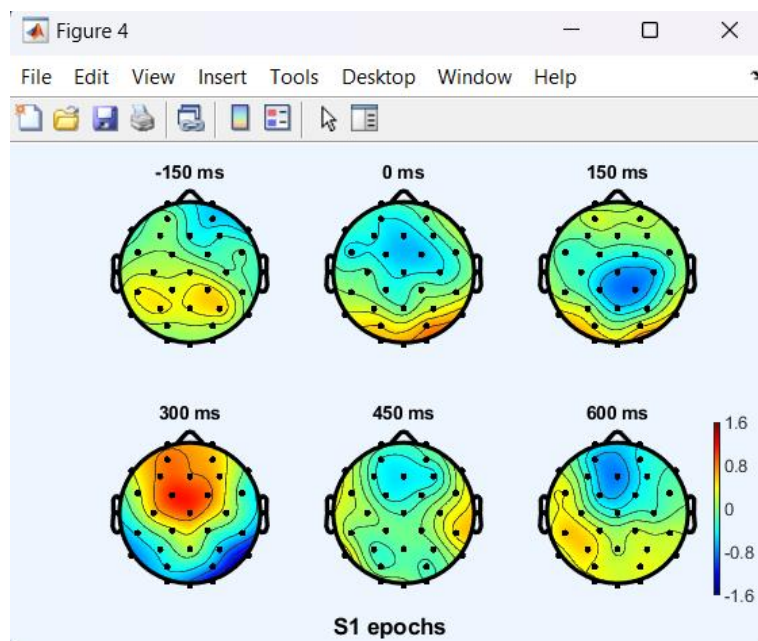 Figure 4
File Edit View Insert Tools Desktop Window Help
-150 ms 0 ms 150 ms
300 ms 450 ms 600 ms
1.6
0.8
0
-0.8
-1.6
S1 epochs